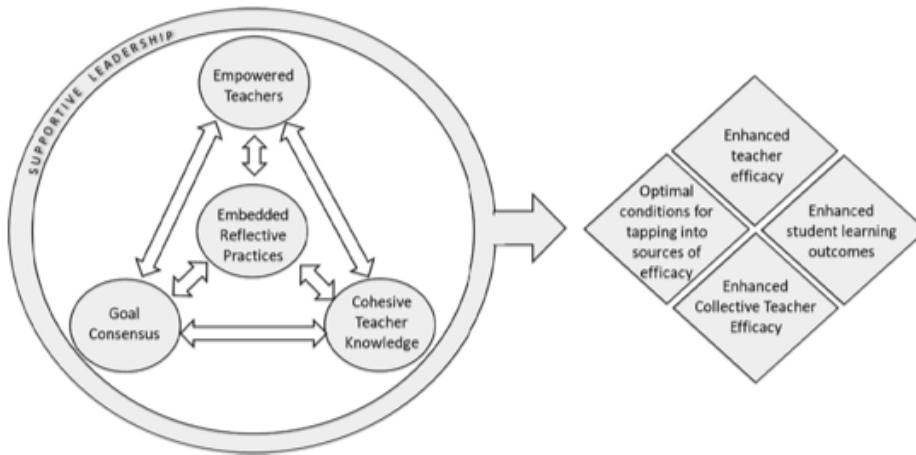 SUPPORTIVE LEADERSHIP
Empowered
Teachers
Embedded
Reflective
Practices
Goal
Consensus
Cohesive
Teacher
Knowledge
Enhanced
teacher
efficacy
Optimal
conditions for
tapping into
sources of
efficacy
Enhanced
student learning
outcomes
Enhanced
Collective Teacher
Efficacy